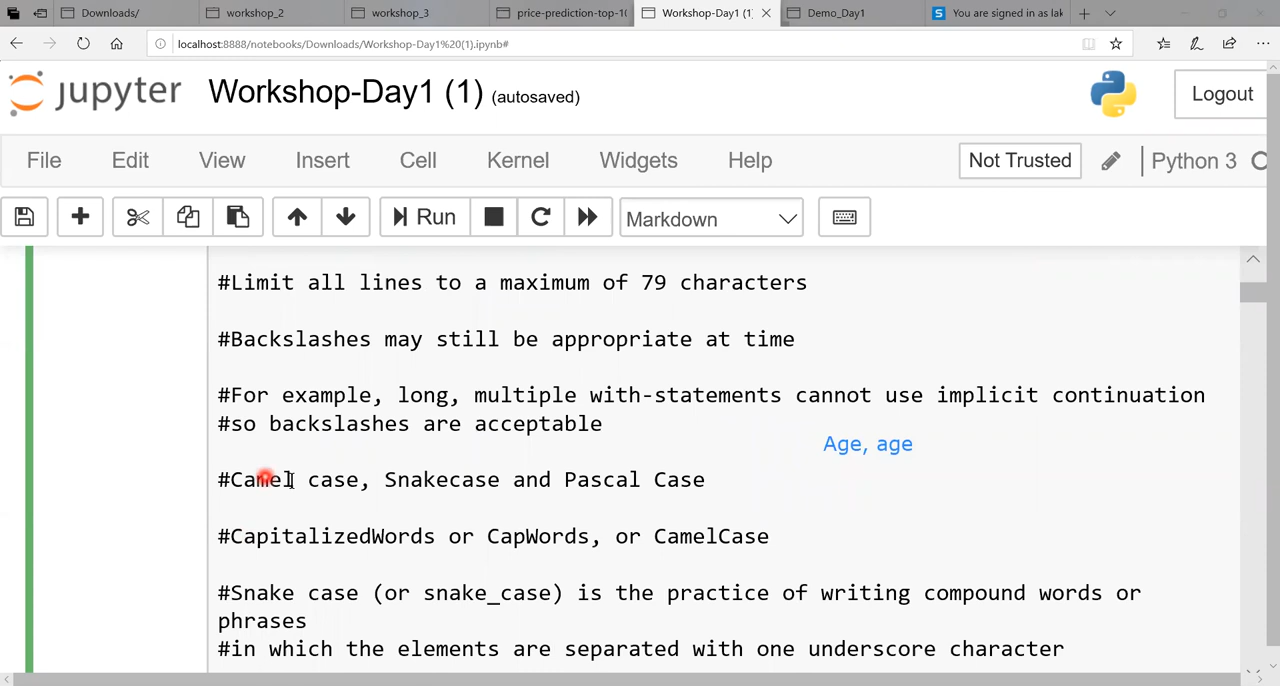 Downloads/ workshop_2 workshop_3 price-prediction-top-1( Workshop-Day1 (1) Demo_Day1 S You are signed in as lak
localhost:8888/notebooks/Downloads/Workshop-Day1%20(1).ipynb#
jupyter Workshop-Day1 (1) (autosaved) Logout
File Edit View Insert Cell Kernel Widgets Help Not Trusted Python 3
Run Markdown
#Limit all lines to a maximum of 79 characters
#Backslashes may still be appropriate at time
#For example, long, multiple with-statements cannot use implicit continuation
#so backslashes are acceptable
Age, age
#Camel case, Snakecase and Pascal Case
#CapitalizedWords or CapWords, or CamelCase
#Snake case (or snake_case) is the practice of writing compound words or
phrases
#in which the elements are separated with one underscore character